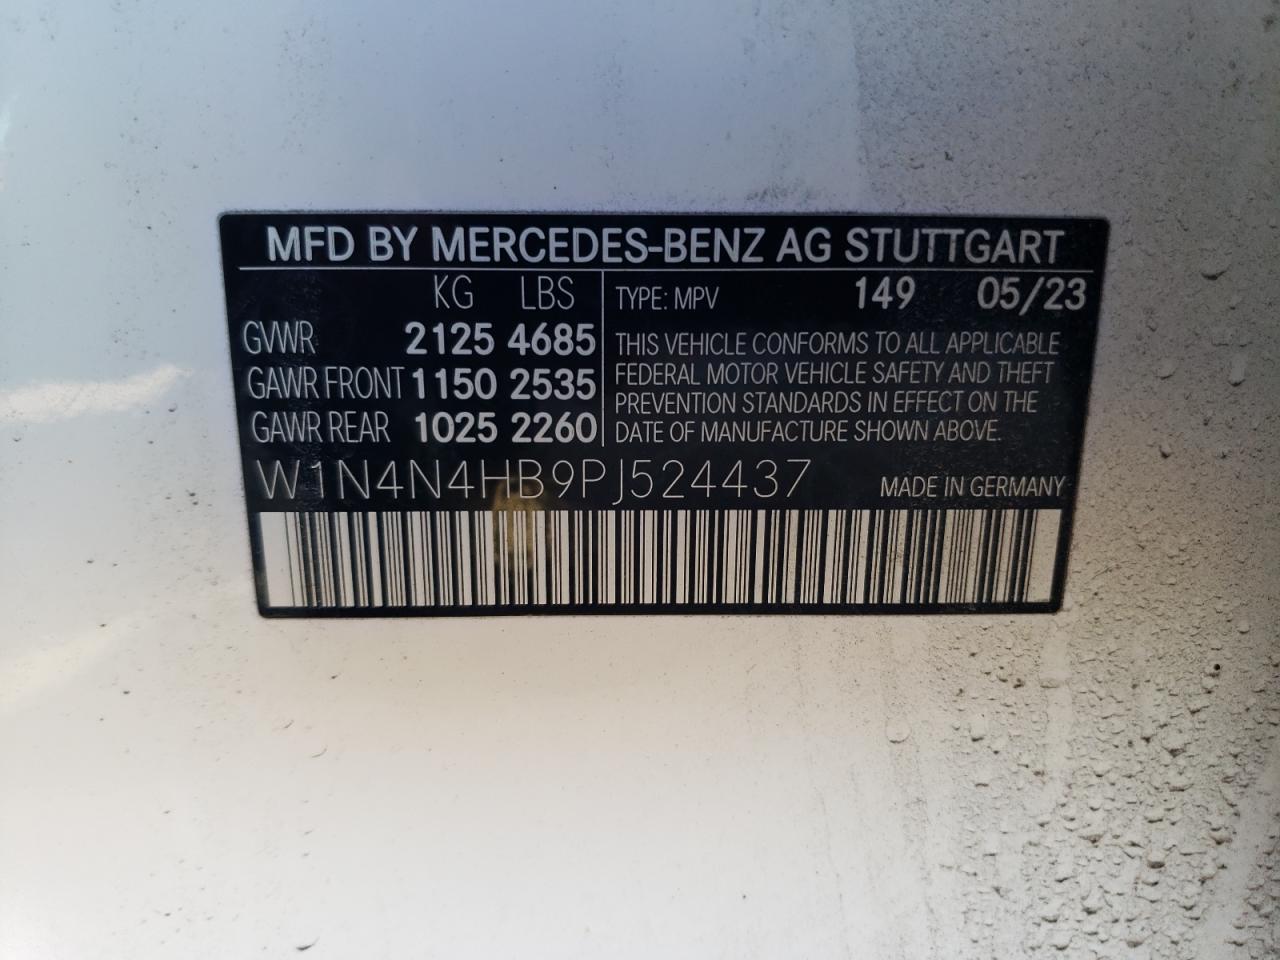 MFD BY MERCEDES-BENZ AG STUTTGART
KG LBS
GVWR 2125 4685
GAWR FRONT 1150 2535
GAWR REAR 1025 2260
TYPE: MPV 149 05/23
THIS VEHICLE CONFORMS TO ALL APPLICABLE
FEDERAL MOTOR VEHICLE SAFETY AND THEFT
PREVENTION STANDARDS IN EFFECT ON THE
DATE OF MANUFACTURE SHOWN ABOVE.
W1N4N4HB9PJ524437 MADE IN GERMANY